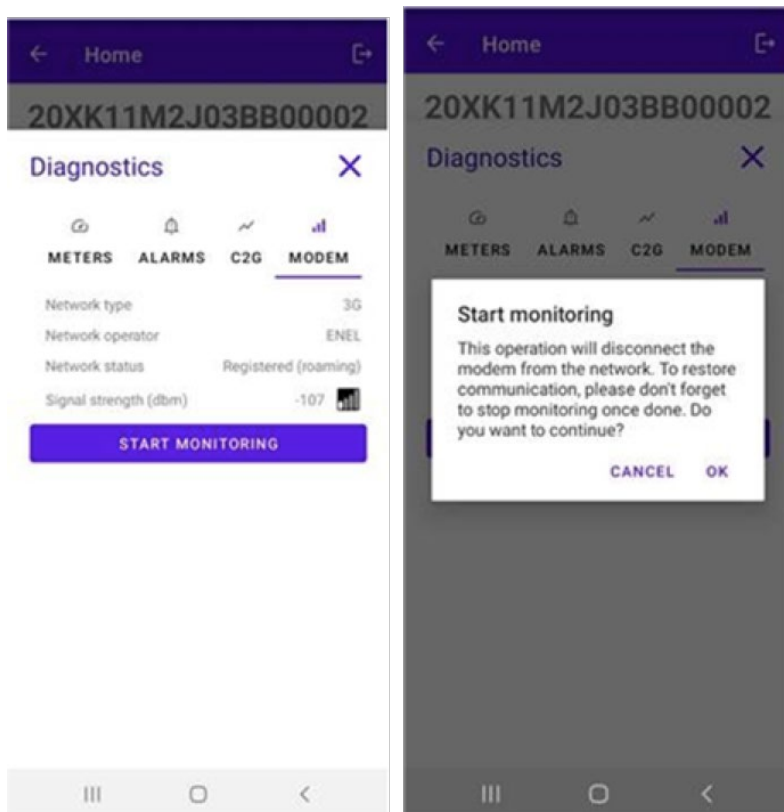 Home
20XK11M2J03BB00002
Diagnostics
METERS ALARMS C2G MODEM
Network type 3G
Network operator ENEL
Network status Registered (roaming)
Signal strength (dbm) -107
START MONITORING
Home
20XK11M2J03BB00002
Diagnostics
METERS ALARMS C2G MODEM
Start monitoring
This operation will disconnect the
modem from the network. To restore
communication, please don't forget
to stop monitoring once done. Do
you want to continue?
CANCEL OK